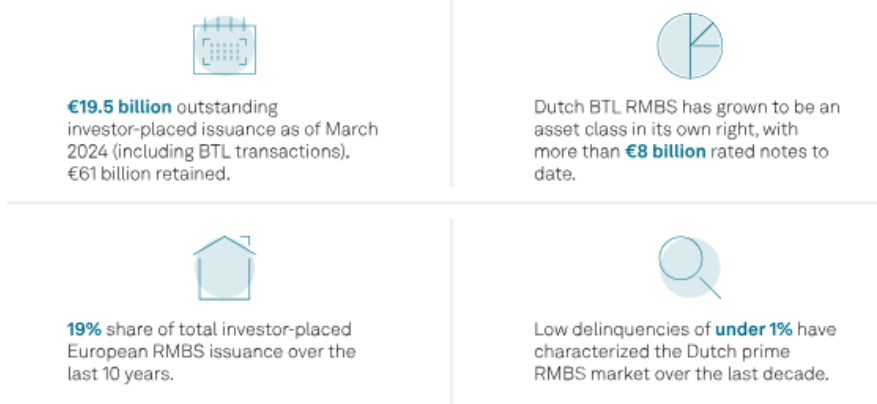 €19.5 billion outstanding
investor-placed issuance as of March
2024 (including BTL transactions).
€61 billion retained.
Dutch BTL RMBS has grown to be an
asset class in its own right, with
more than €8 billion rated notes to
date.
19% share of total investor-placed
European RMBS issuance over the
last 10 years.
Low delinquencies of under 1% have
characterized the Dutch prime
RMBS market over the last decade.